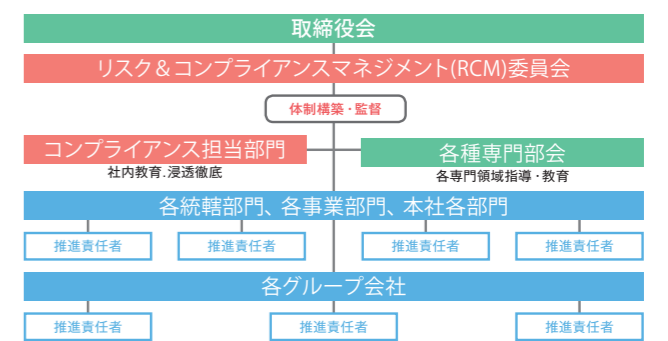 取締役会
リスク&コンプライアンスマネジメント(RCM)委員会
体制構築・監督
コンプライアンス担当部門
社内教育.浸透徹底
各種専門部会
各専門領域指導・教育
各統轄部門、各事業部門、本社各部門
推進責任者
推進責任者
推進責任者
推進責任者
各グループ会社
推進責任者
推進責任者
推進責任者